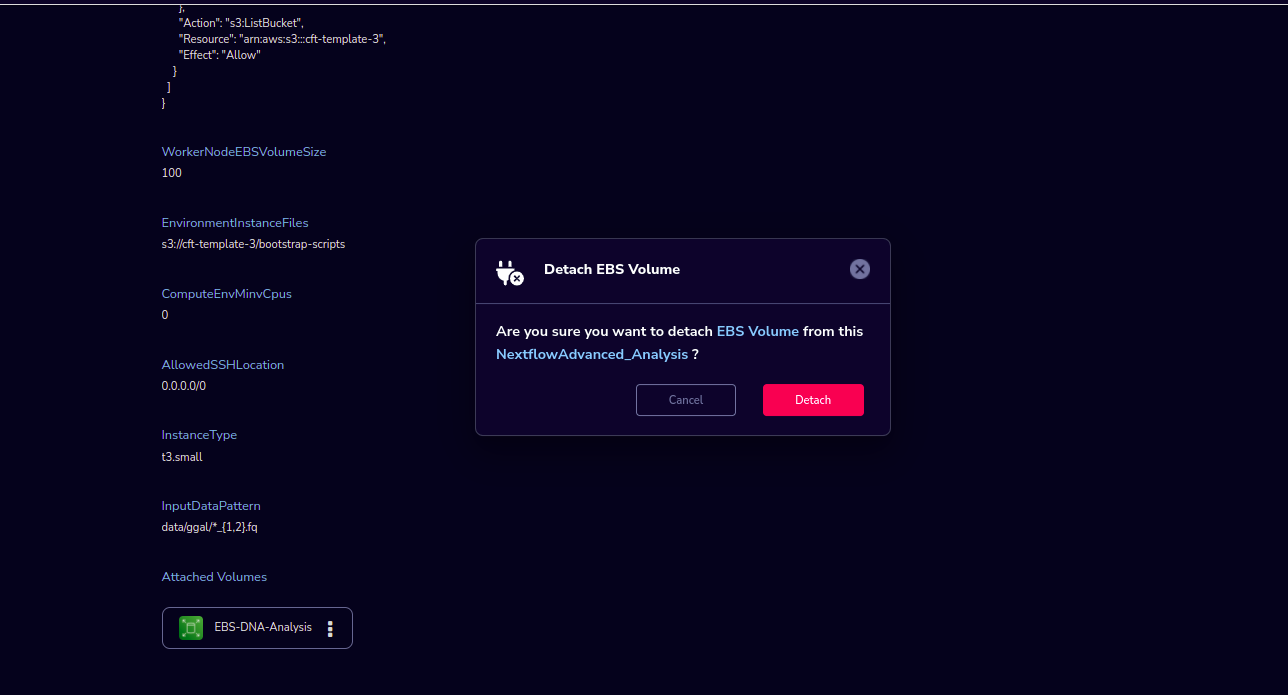 },
"Action": "s3:ListBucket",
"Resource": "arn:aws:s3:::cft-template-3",
"Effect": "Allow"
}
]
}
WorkerNodeEBSVolumeSize
100
EnvironmentInstanceFiles
s3://cft-template-3/bootstrap-scripts
ComputeEnvMinvCpus
0
AllowedSSHLocation
0.0.0.0/0
InstanceType
t3.small
InputDataPattern
data/ggal/*_{1,2}.fq
Attached Volumes
EBS-DNA-Analysis
Detach EBS Volume
Are you sure you want to detach EBS Volume from this
NextflowAdvanced_Analysis ?
Cancel
Detach